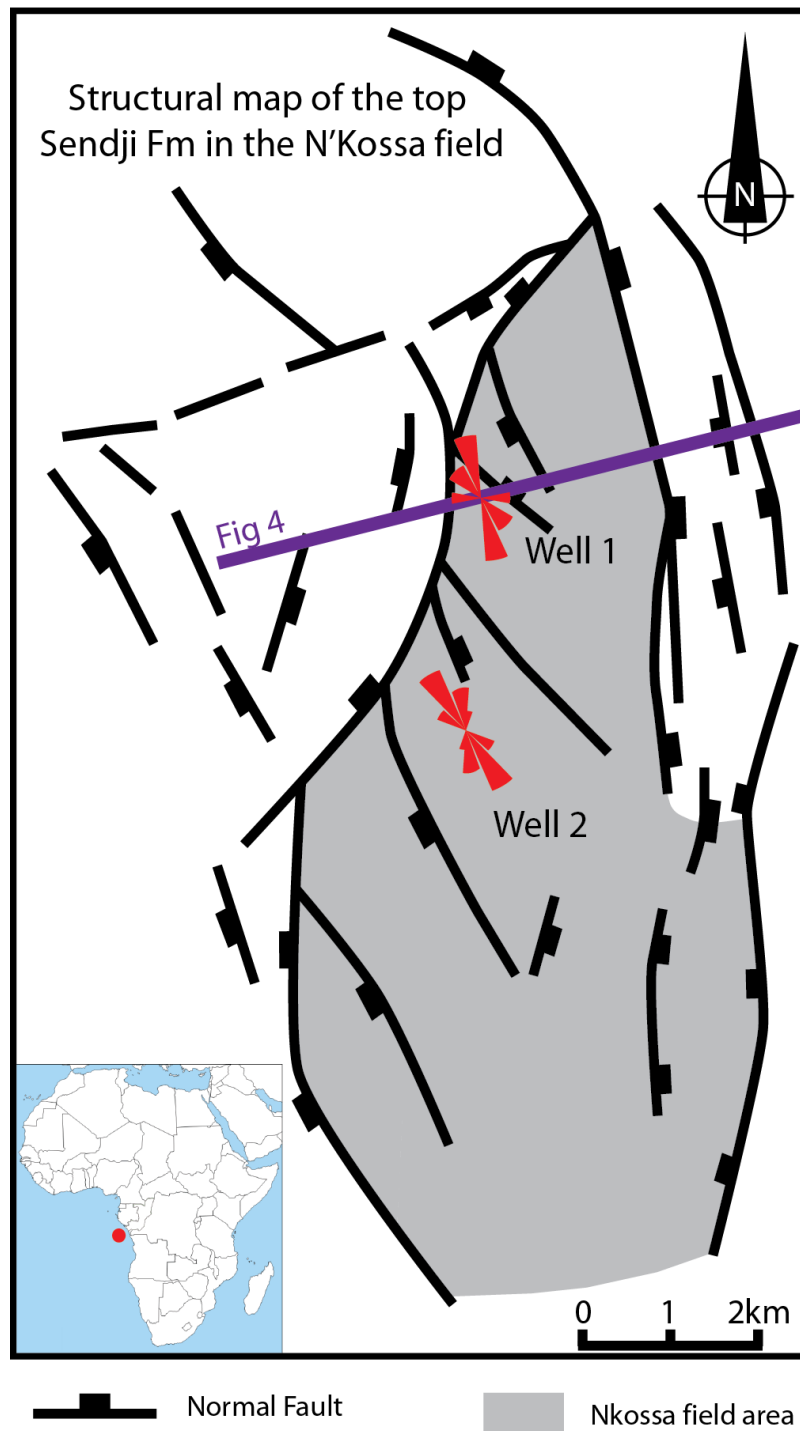 Structural map of the top
Sendji Fm in the N'Kossa field
N
Fig 4
Well 1
Well 2
0 1 2km
Normal Fault
Nkossa field area